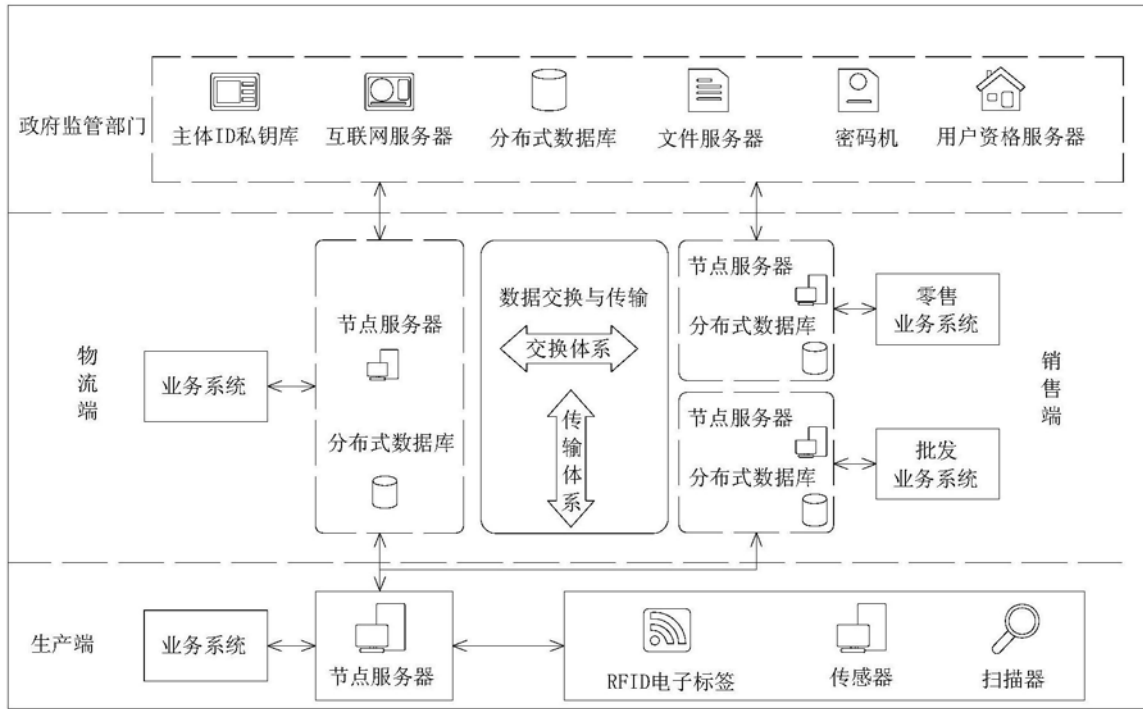 政府监管部门
主体ID私钥库
互联网服务器
分布式数据库
文件服务器
密码机
用户资格服务器
物流端
业务系统
节点服务器
分布式数据库
数据交换与传输
交换体系
传输体系
节点服务器
分布式数据库
零售
业务系统
节点服务器
分布式数据库
批发
业务系统
销售端
生产端
业务系统
节点服务器
RFID电子标签
传感器
扫描器